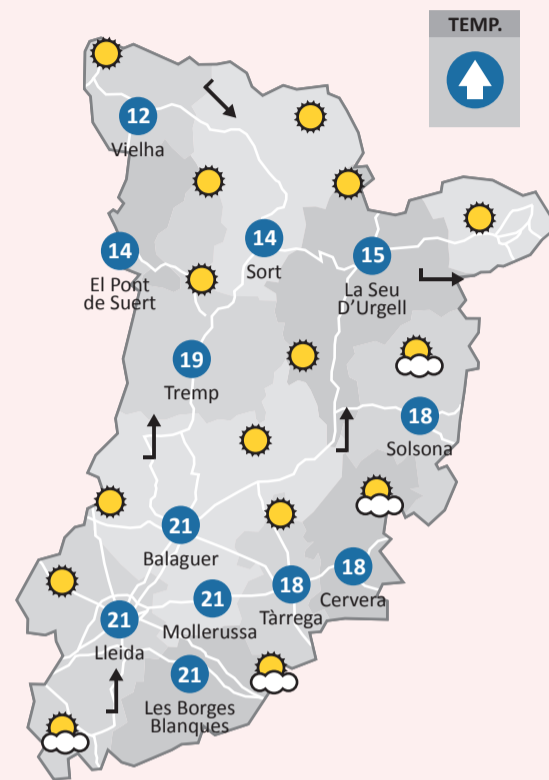 TEMP.
12
Vielha
14
El Pont
de Suert
14
Sort
15
La Seu
D'Urgell
19
Tremp
18
Solsona
21
Balaguer
18
Cervera
18
Tàrrega
21
Mollerussa
21
Lleida
21
Les Borges
Blanques